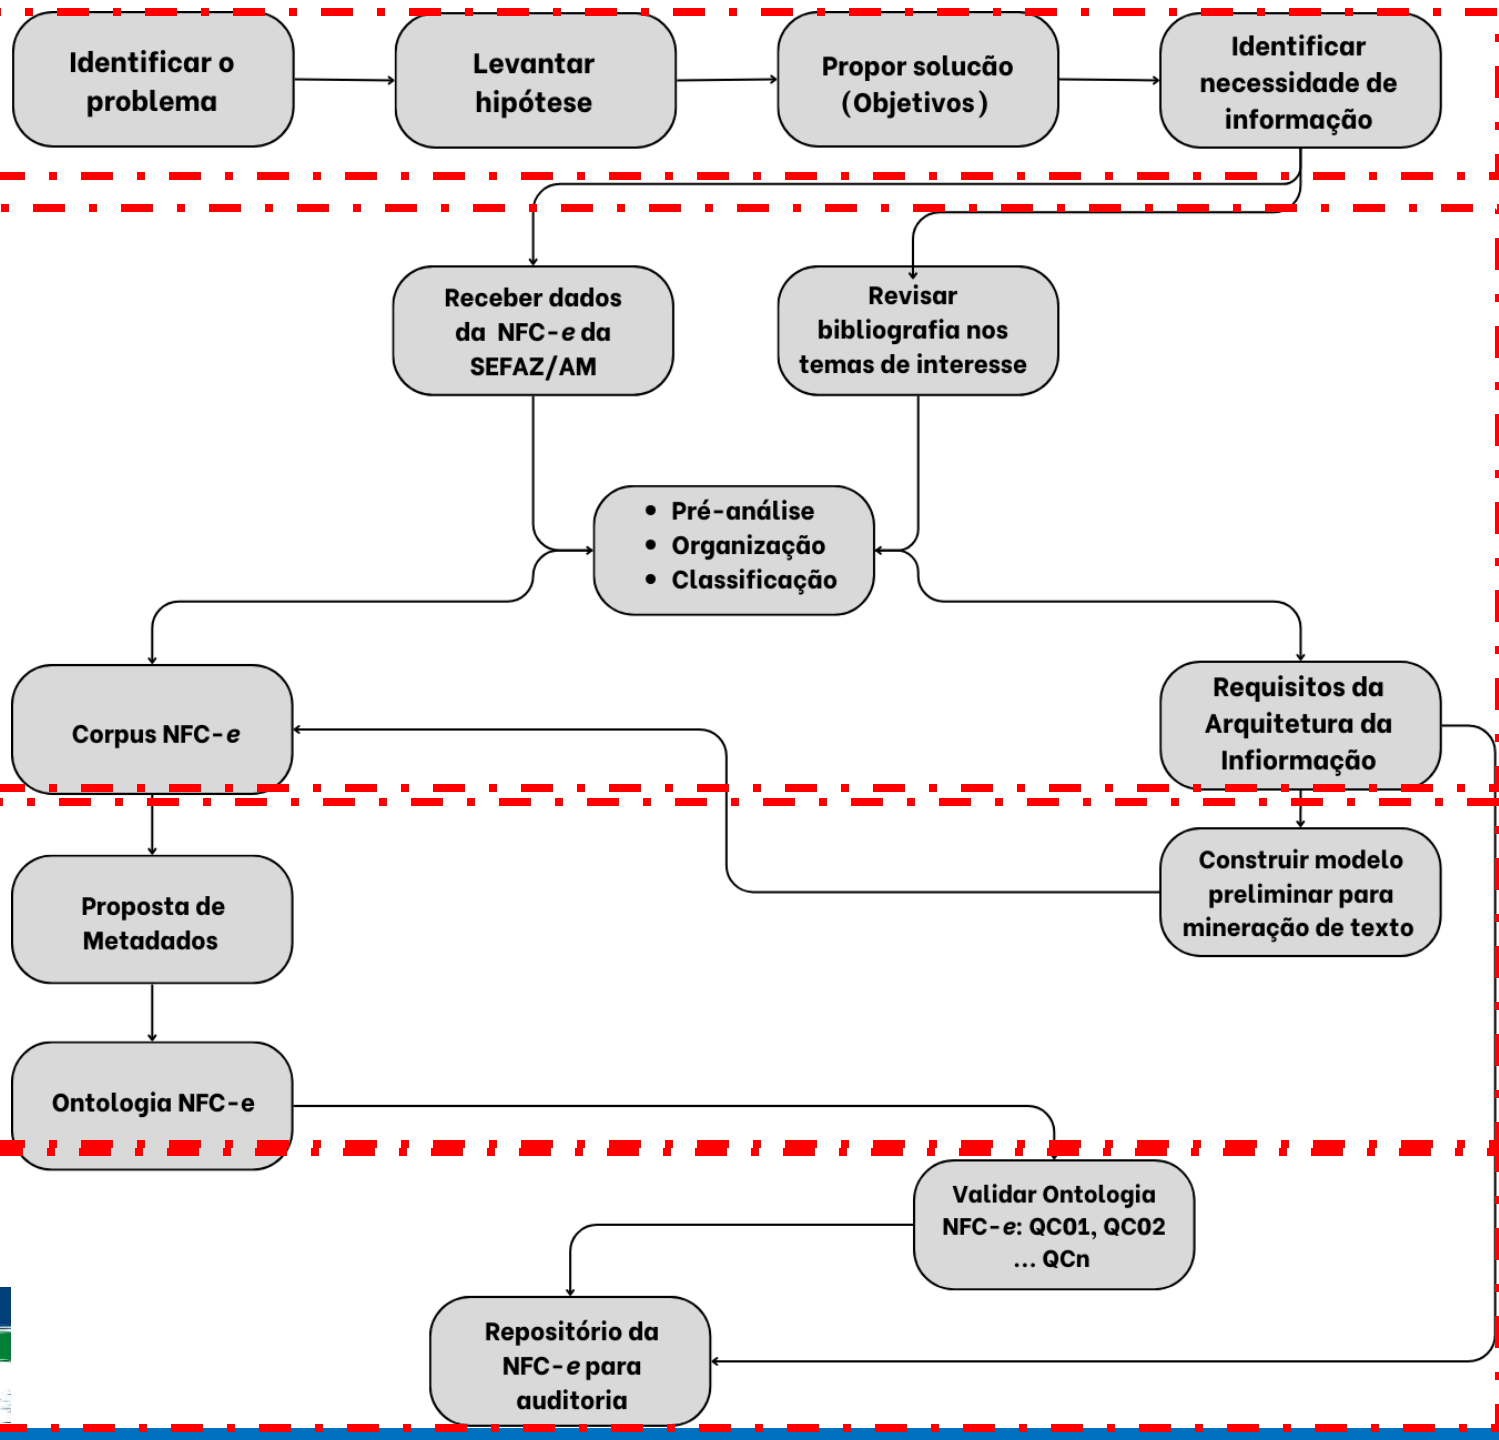 Identificar o
problema
Levantar
hipótese
Propor solucão
(Objetivos)
Identificar
necessidade de
informação
Receber dados
da NFC-e da
SEFAZ/AM
Revisar
bibliografia nos
temas de interesse
• Pré-análise
• Organização
• Classificação
Corpus NFC-e
Requisitos da
Arquitetura da
Infiormação
Proposta de
Metadados
Construir modelo
preliminar para
mineração de texto
Ontologia NFC-e
Validar Ontologia
NFC-e: QC01, QC02
... QCn
Repositório da
NFC-e para
auditoria